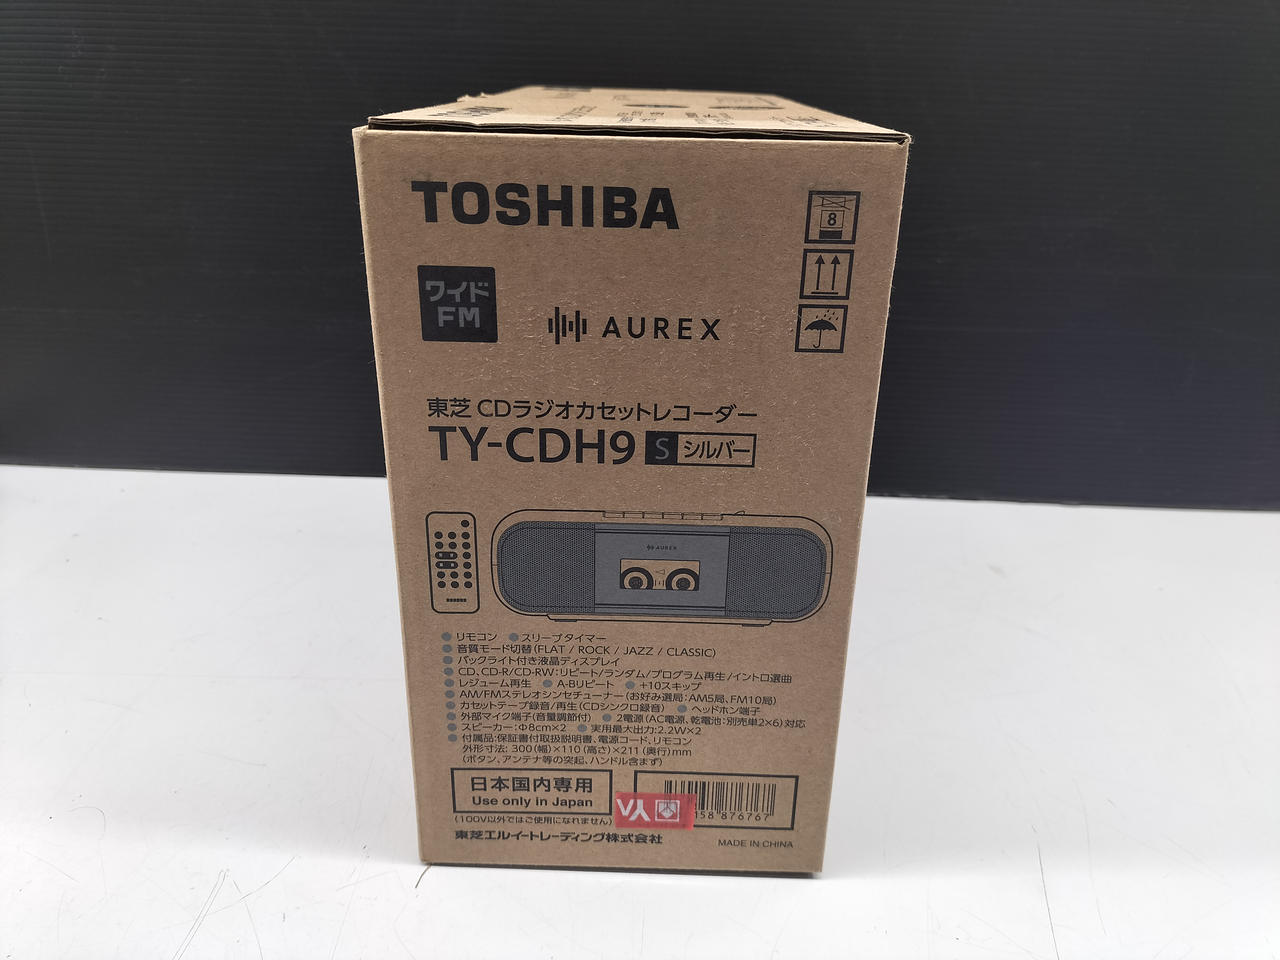 TOSHIBA
8
ワイド
FM
AUREX
東芝 CDラジオカセットレコーダー
TY-CDH9 S シルバー
AUREX
● リモコン ● スリープタイマー
● 音質モード切替(FLAT / ROCK / JAZZ / CLASSIC)
● バックライト付き液晶ディスプレイ
● CD、CD-R/CD-RW:リピート/ランダム/プログラム再生/イントロ選曲
● レジューム再生 ● A-Bリピート ● +10スキップ
● AM/FMステレオシンセチューナー(お好み選局:AM5局、FM10局)
● カセットテープ録音/再生(CDシンクロ録音) ● ヘッドホン端子
● 外部マイク端子(音量調節付) ● 2電源(AC電源、乾電池:別売単2×6)対応
● スピーカー:Φ8cm×2 ● 実用最大出力:2.2W×2
● 付属品:保証書付取扱説明書、電源コード、リモコン
外形寸法: 300(幅)×110(高さ)×211(奥行)mm
(ボタン、アンテナ等の突起、ハンドル含まず)
日本国内専用
Use only in Japan
(100V以外ではご使用になれません)
158 876767
東芝エルイートレーディング株式会社
MADE IN CHINA